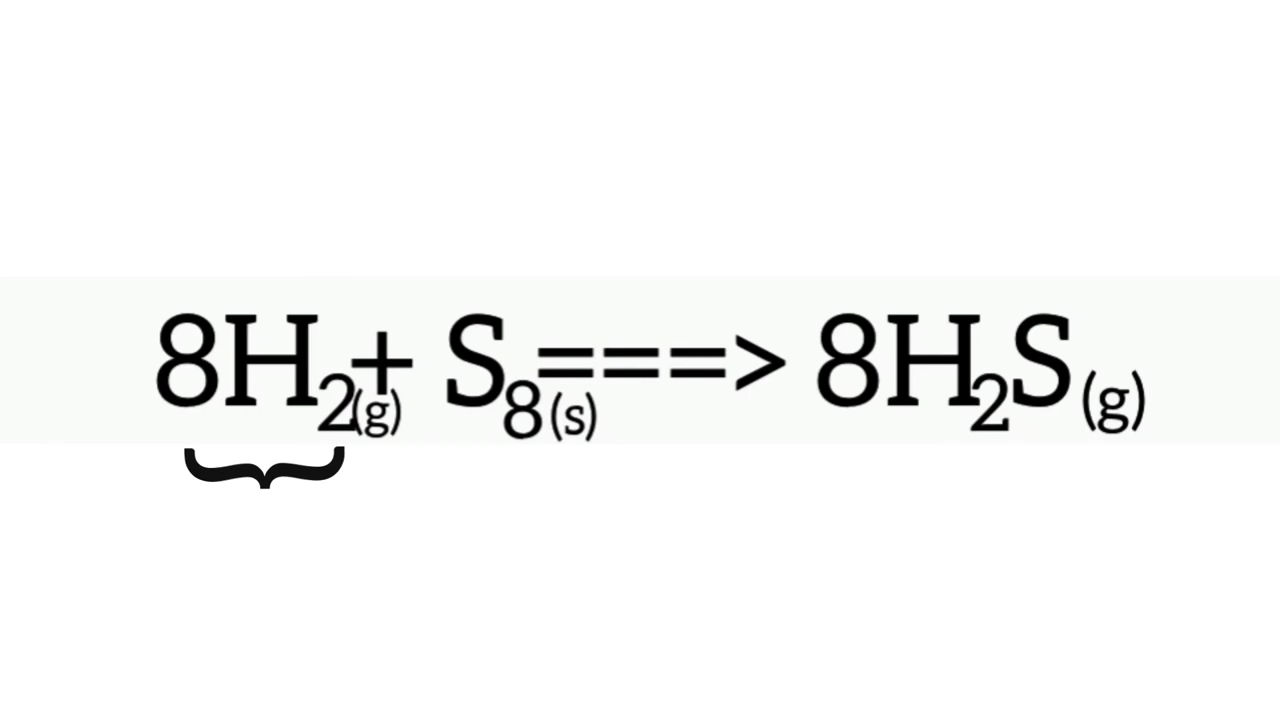 8H₂(g)+ S₈(s)===> 8H₂S(g)